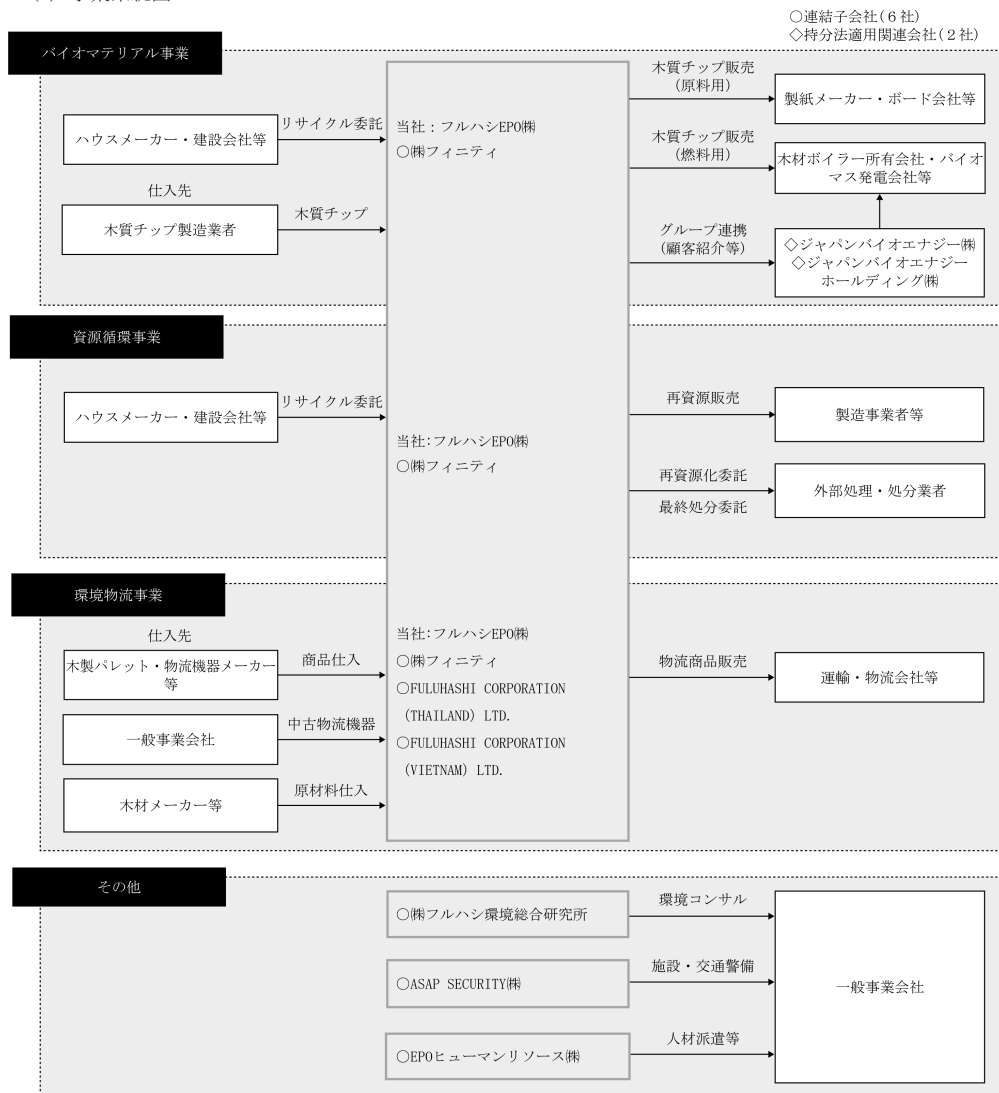 ○連結子会社(６社)
◇持分法適用関連会社(２社)
バイオマテリアル事業
ハウスメーカー・建設会社等
リサイクル委託
仕入先
木質チップ製造業者
木質チップ
当社：フルハシEPO㈱
○㈱フィニティ
木質チップ販売
(原料用)
製紙メーカー・ボード会社等
木質チップ販売
(燃料用)
木材ボイラー所有会社・バイオ
マス発電会社等
グループ連携
(顧客紹介等)
◇ジャパンバイオエナジー㈱
◇ジャパンバイオエナジー
ホールディング㈱
資源循環事業
ハウスメーカー・建設会社等
リサイクル委託
当社:フルハシEPO㈱
○㈱フィニティ
再資源販売
製造事業者等
再資源化委託
最終処分委託
外部処理・処分業者
環境物流事業
仕入先
木製パレット・物流機器メーカー
等
商品仕入
一般事業会社
中古物流機器
木材メーカー等
原材料仕入
当社:フルハシEPO㈱
○㈱フィニティ
○FULUHASHI CORPORATION
(THAILAND) LTD.
○FULUHASHI CORPORATION
(VIETNAM) LTD.
物流商品販売
運輸・物流会社等
その他
○㈱フルハシ環境総合研究所
環境コンサル
○ASAP SECURITY㈱
施設・交通警備
○EPOヒューマンリソース㈱
人材派遣等
一般事業会社